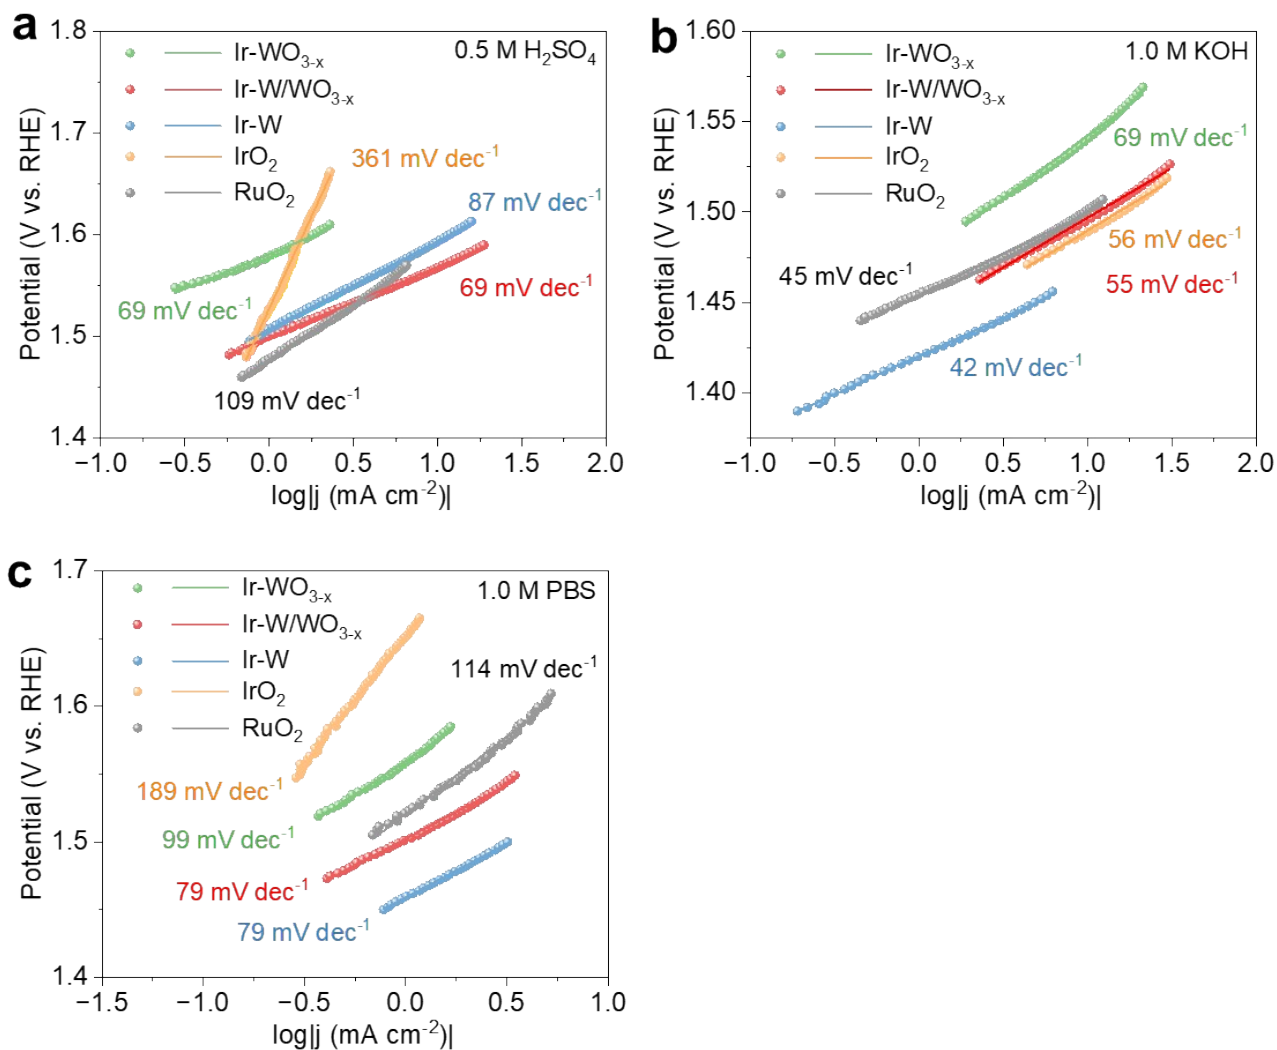 a
0.5 M H₂SO₄
Ir-WO₃₋ₓ
Ir-W/WO₃₋ₓ
Ir-W
IrO₂
RuO₂
361 mV dec⁻¹
87 mV dec⁻¹
69 mV dec⁻¹
69 mV dec⁻¹
109 mV dec⁻¹
Potential (V vs. RHE)
1.8
1.7
1.6
1.5
1.4
−1.0 −0.5 0.0 0.5 1.0 1.5 2.0
log|j (mA cm⁻²)|
b
1.0 M KOH
Ir-WO₃₋ₓ
Ir-W/WO₃₋ₓ
Ir-W
IrO₂
RuO₂
69 mV dec⁻¹
56 mV dec⁻¹
45 mV dec⁻¹
55 mV dec⁻¹
42 mV dec⁻¹
Potential (V vs. RHE)
1.60
1.55
1.50
1.45
1.40
−1.0 −0.5 0.0 0.5 1.0 1.5 2.0
log|j (mA cm⁻²)|
c
1.0 M PBS
Ir-WO₃₋ₓ
Ir-W/WO₃₋ₓ
Ir-W
IrO₂
RuO₂
114 mV dec⁻¹
189 mV dec⁻¹
99 mV dec⁻¹
79 mV dec⁻¹
79 mV dec⁻¹
Potential (V vs. RHE)
1.7
1.6
1.5
1.4
−1.5 −1.0 −0.5 0.0 0.5 1.0
log|j (mA cm⁻²)|